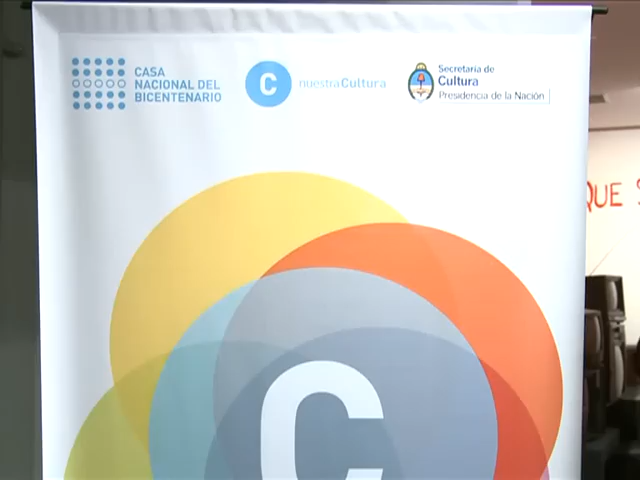 CASA
NACIONAL DEL
BICENTENARIO
C
nuestraCultura
Secretaría de
Cultura
Presidencia de la Nación
QUE
C